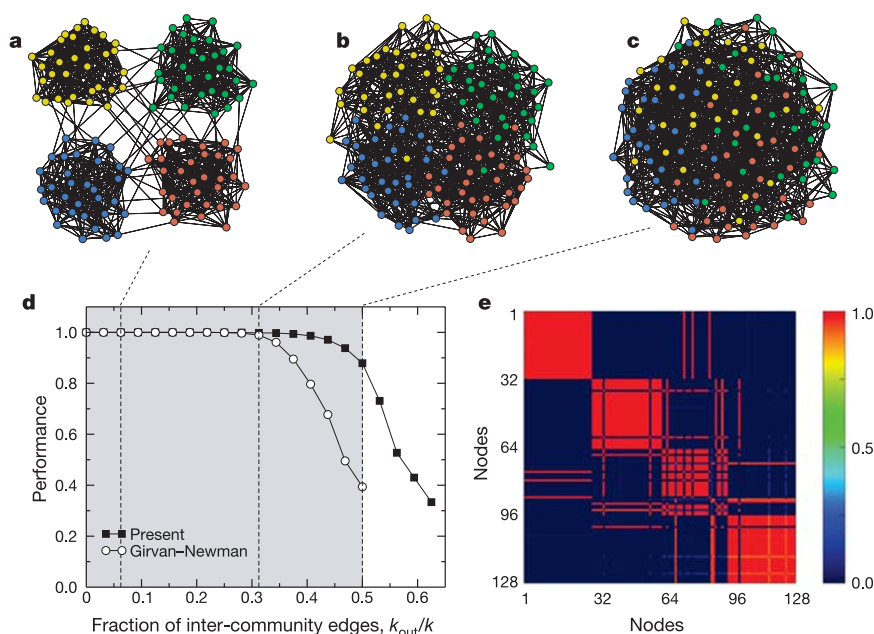 a
b
c
d
1.0
0.8
0.6
0.4
0.2
0.0
Performance
Present
Girvan–Newman
0
0.1
0.2
0.3
0.4
0.5
0.6
Fraction of inter-community edges, k_out/k
e
1
32
64
96
128
Nodes
1
32
64
96
128
Nodes
1.0
0.5
0.0